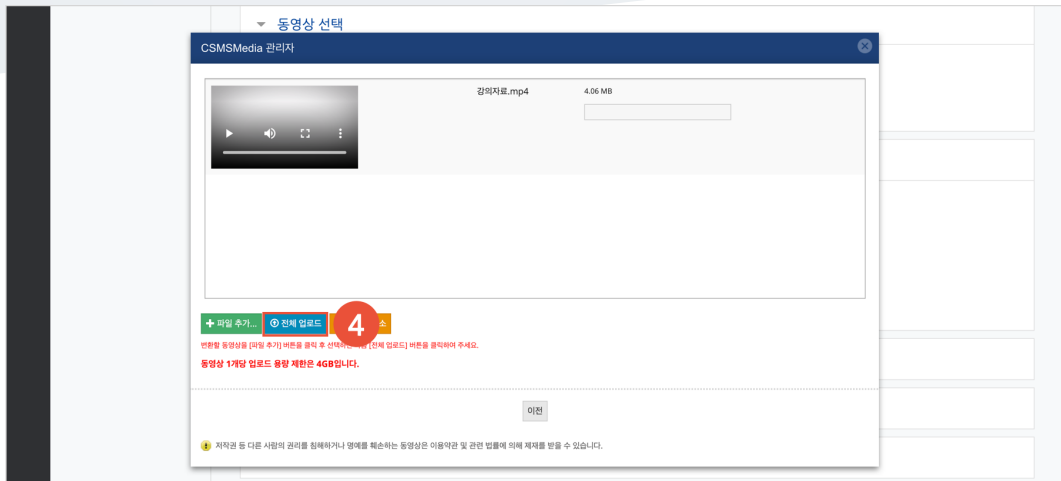 동영상 선택
CSMSMedia 관리자
강의자료.mp4 4.06 MB
파일 추가... 전체 업로드 4 소
변환할 동영상을 [파일 추가] 버튼을 클릭 후 [전체 업로드] 버튼을 클릭하여 주세요.
동영상 1개당 업로드 용량 제한은 4GB입니다.
이전
저작권 등 다른 사람의 권리를 침해하거나 명예를 훼손하는 동영상은 이용약관 및 관련 법률에 의해 제재를 받을 수 있습니다.